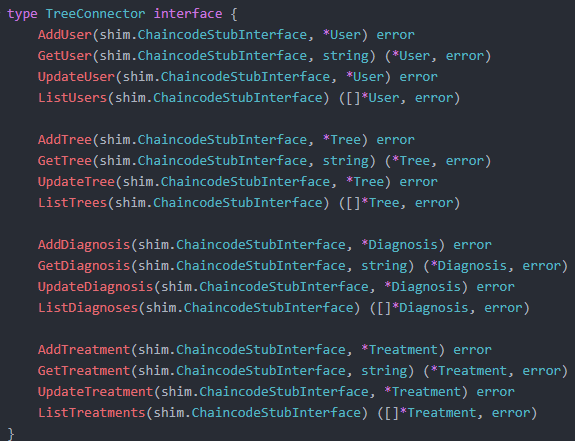 type TreeConnector interface {
    AddUser(shim.ChaincodeStubInterface, *User) error
    GetUser(shim.ChaincodeStubInterface, string) (*User, error)
    UpdateUser(shim.ChaincodeStubInterface, *User) error
    ListUsers(shim.ChaincodeStubInterface) ([]*User, error)

    AddTree(shim.ChaincodeStubInterface, *Tree) error
    GetTree(shim.ChaincodeStubInterface, string) (*Tree, error)
    UpdateTree(shim.ChaincodeStubInterface, *Tree) error
    ListTrees(shim.ChaincodeStubInterface) ([]*Tree, error)

    AddDiagnosis(shim.ChaincodeStubInterface, *Diagnosis) error
    GetDiagnosis(shim.ChaincodeStubInterface, string) (*Diagnosis, error)
    UpdateDiagnosis(shim.ChaincodeStubInterface, *Diagnosis) error
    ListDiagnoses(shim.ChaincodeStubInterface) ([]*Diagnosis, error)

    AddTreatment(shim.ChaincodeStubInterface, *Treatment) error
    GetTreatment(shim.ChaincodeStubInterface, string) (*Treatment, error)
    UpdateTreatment(shim.ChaincodeStubInterface, *Treatment) error
    ListTreatments(shim.ChaincodeStubInterface) ([]*Treatment, error)
}